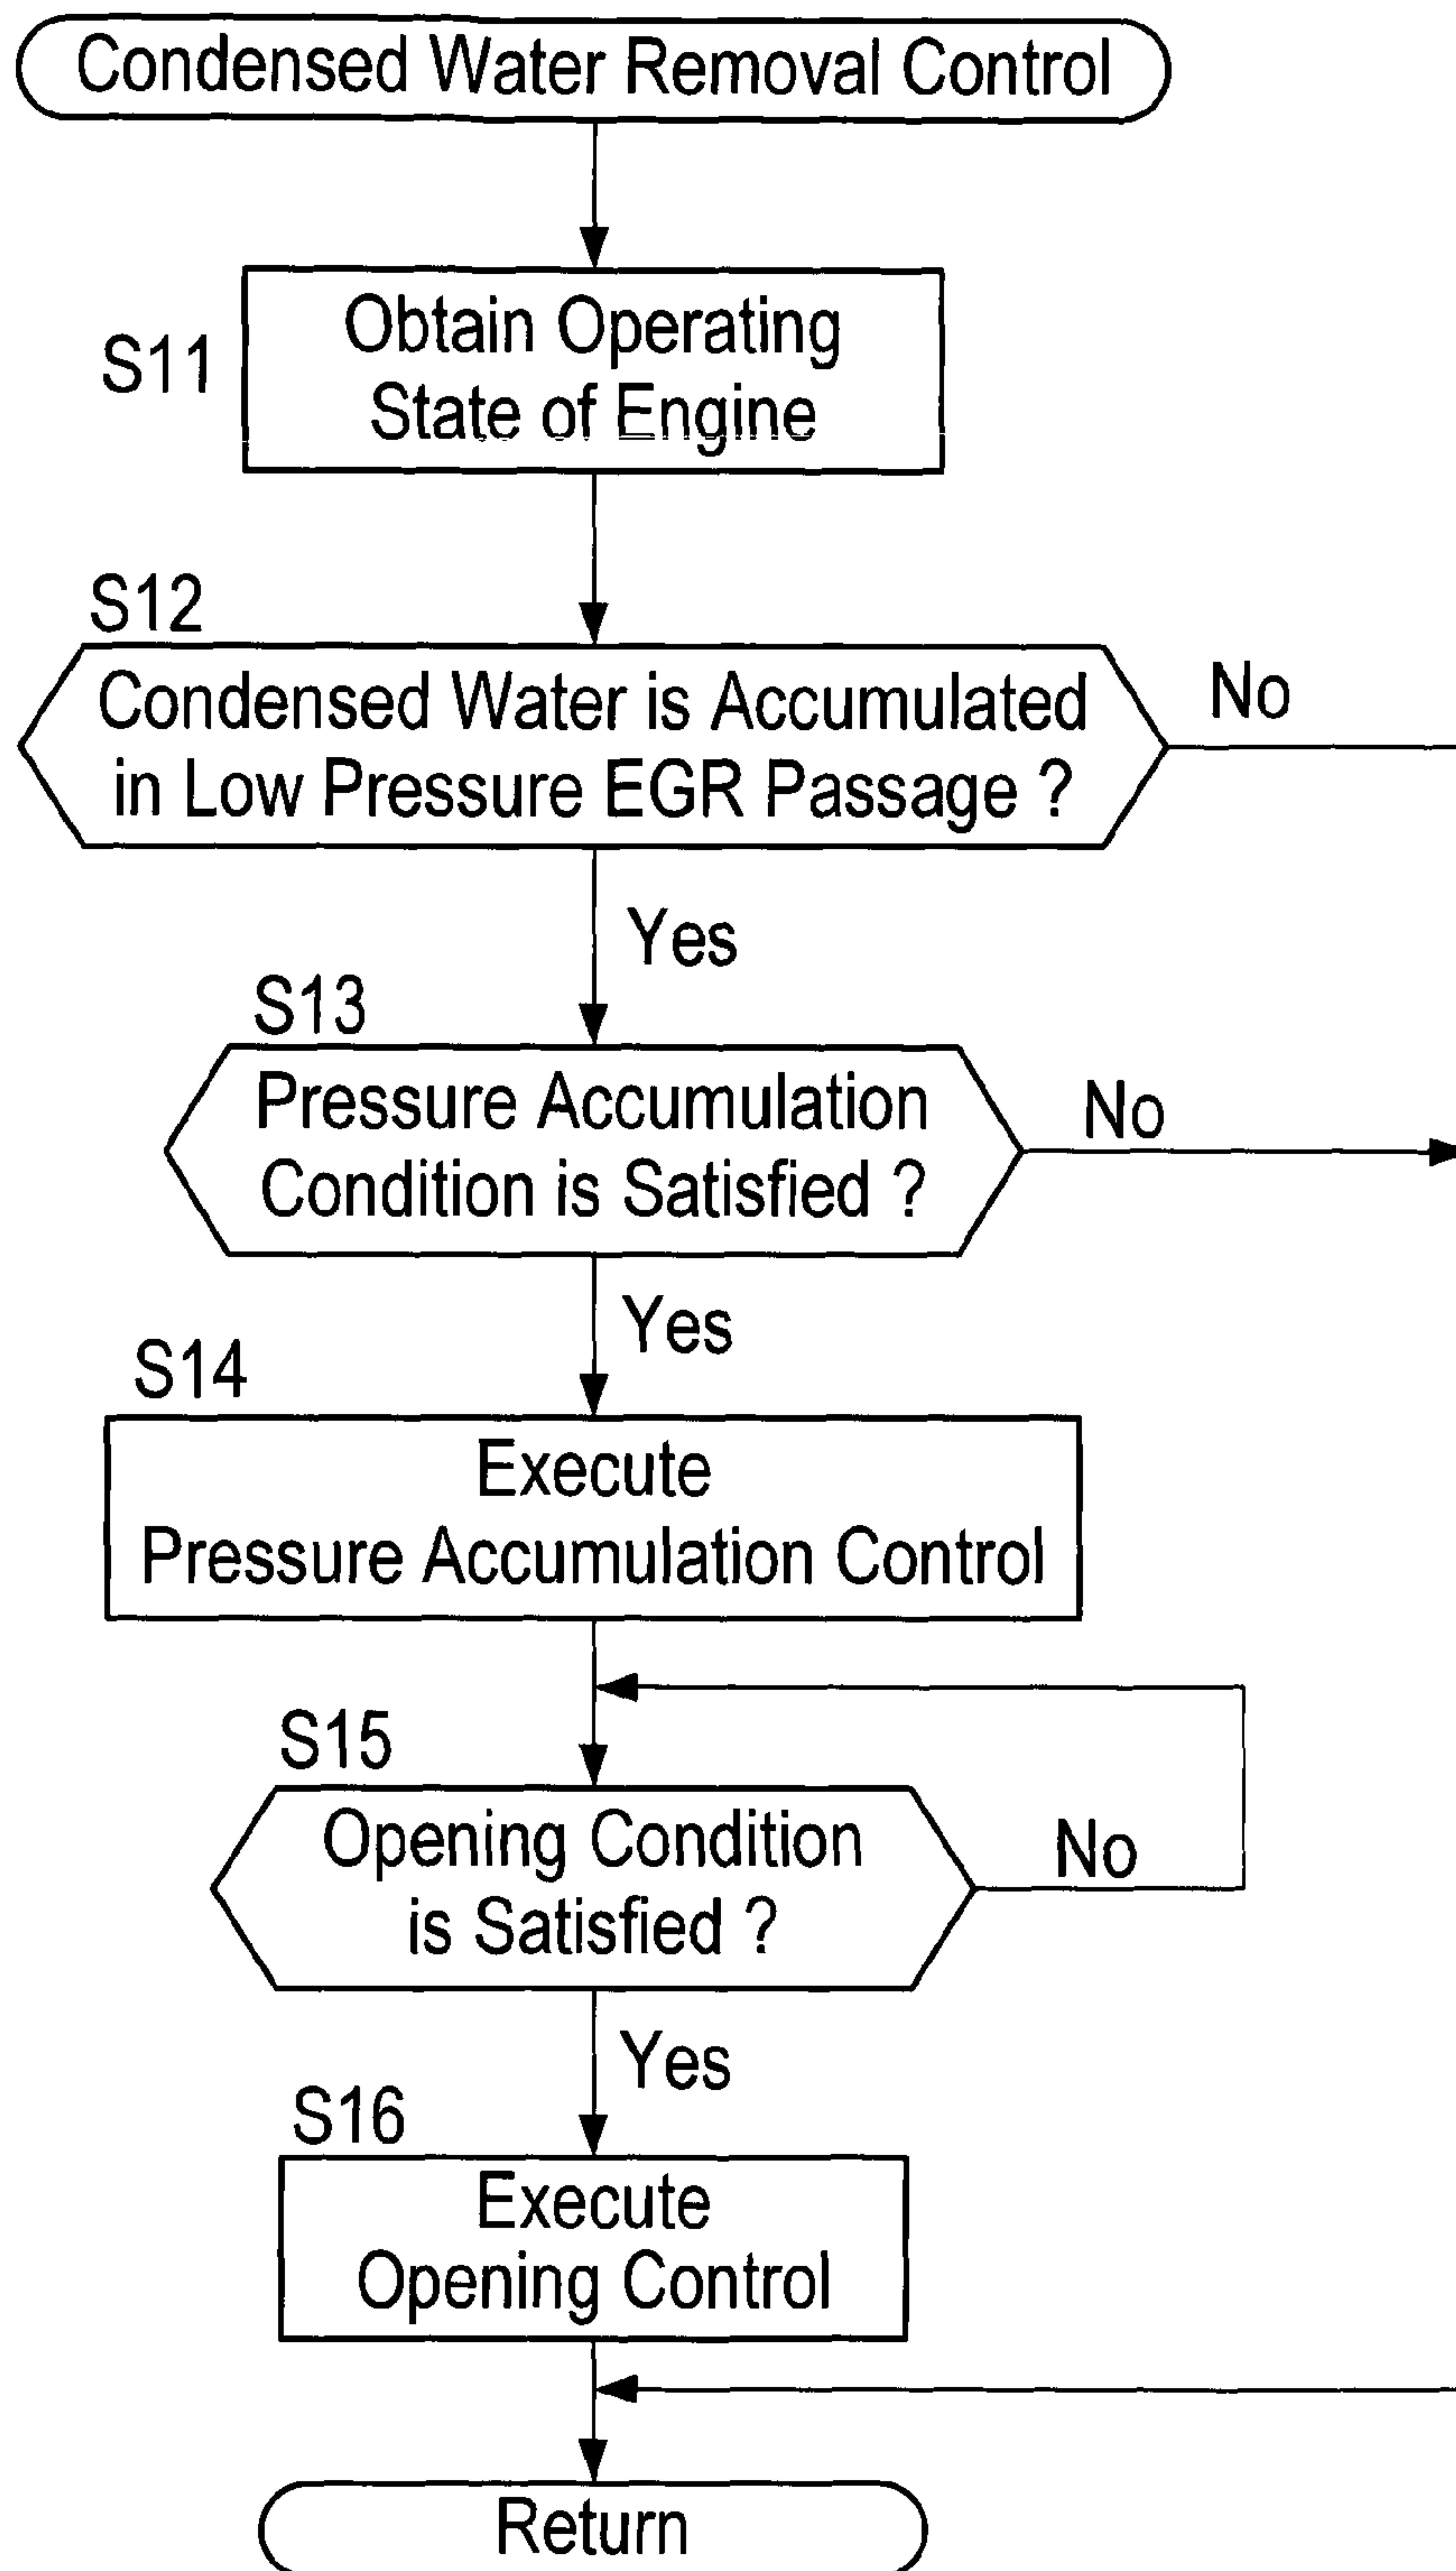 Condensed Water Removal Control
S11
Obtain Operating
State of Engine
S12
Condensed Water is Accumulated
in Low Pressure EGR Passage ?
No
Yes
S13
Pressure Accumulation
Condition is Satisfied ?
No
Yes
S14
Execute
Pressure Accumulation Control
S15
Opening Condition
is Satisfied ?
No
Yes
S16
Execute
Opening Control
Return